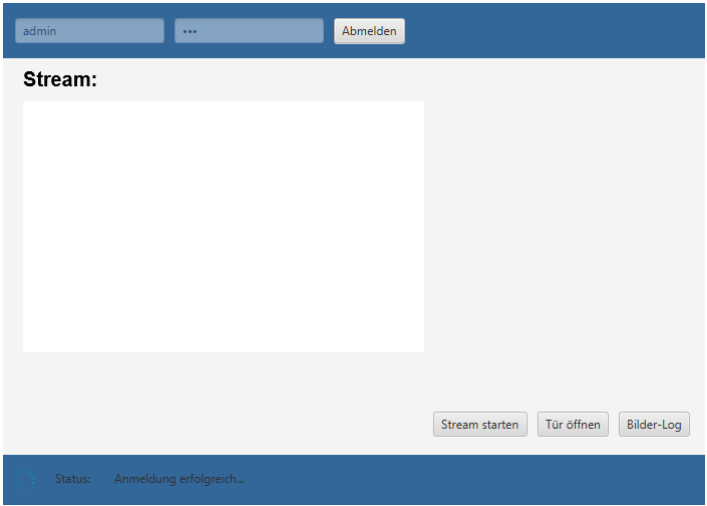 admin ••• Abmelden
Stream:
Stream starten Tür öffnen Bilder-Log
Status: Anmeldung erfolgreich...